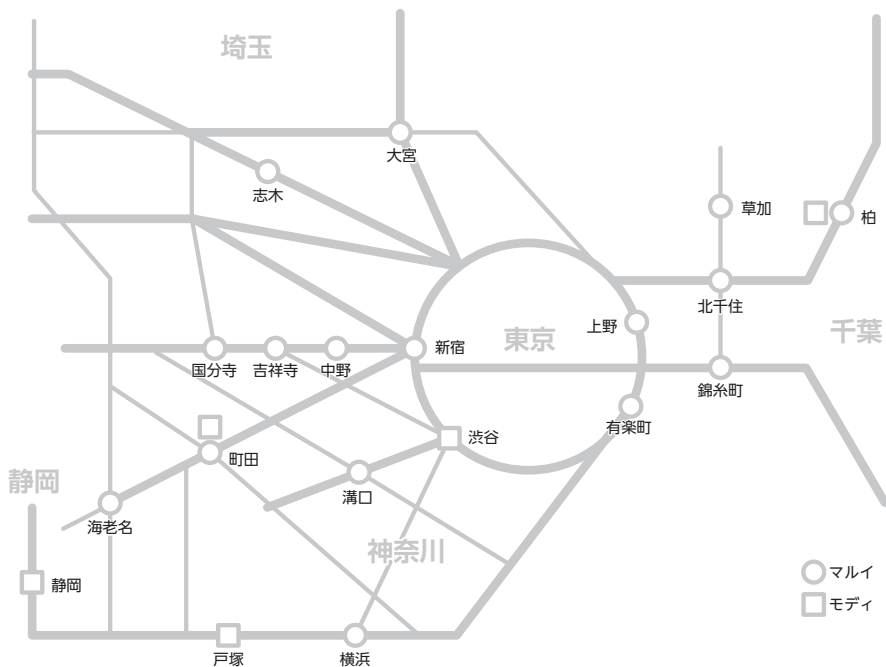 埼玉
大宮
志木
草加
柏
北千住
上野
東京
千葉
新宿
国分寺
吉祥寺
中野
錦糸町
有楽町
渋谷
町田
溝口
静岡
海老名
神奈川
静岡
マルイ
モディ
戸塚
横浜